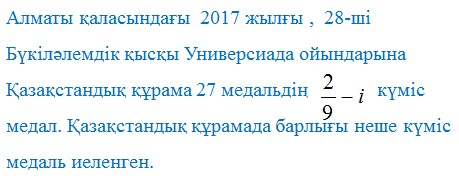 Алматы қаласындағы 2017 жылғы , 28-ші
Бүкіләлемдік қысқы Универсиада ойындарына
Қазақстандық құрама 27 медальдің 2/9 – i күміс
медал. Қазақстандық құрамада барлығы неше күміс
медаль иеленген.